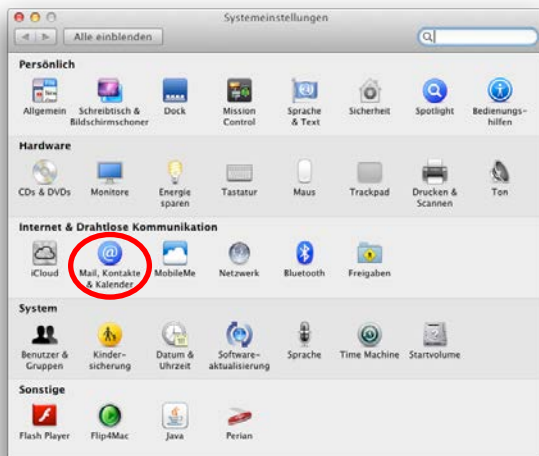 Systemeinstellungen
Alle einblenden
Persönlich
Allgemein
Schreibtisch &
Bildschirmschoner
Dock
Mission
Control
Sprache
& Text
Sicherheit
Spotlight
Bedienungs-
hilfen
Hardware
CDs & DVDs
Monitore
Energie
sparen
Tastatur
Maus
Trackpad
Drucken &
Scannen
Ton
Internet & Drahtlose Kommunikation
iCloud
Mail, Kontakte
& Kalender
MobileMe
Netzwerk
Bluetooth
Freigaben
System
Benutzer &
Gruppen
Kinder-
sicherung
Datum &
Uhrzeit
Software-
aktualisierung
Sprache
Time Machine
Startvolume
Sonstige
Flash Player
Flip4Mac
Java
Perian